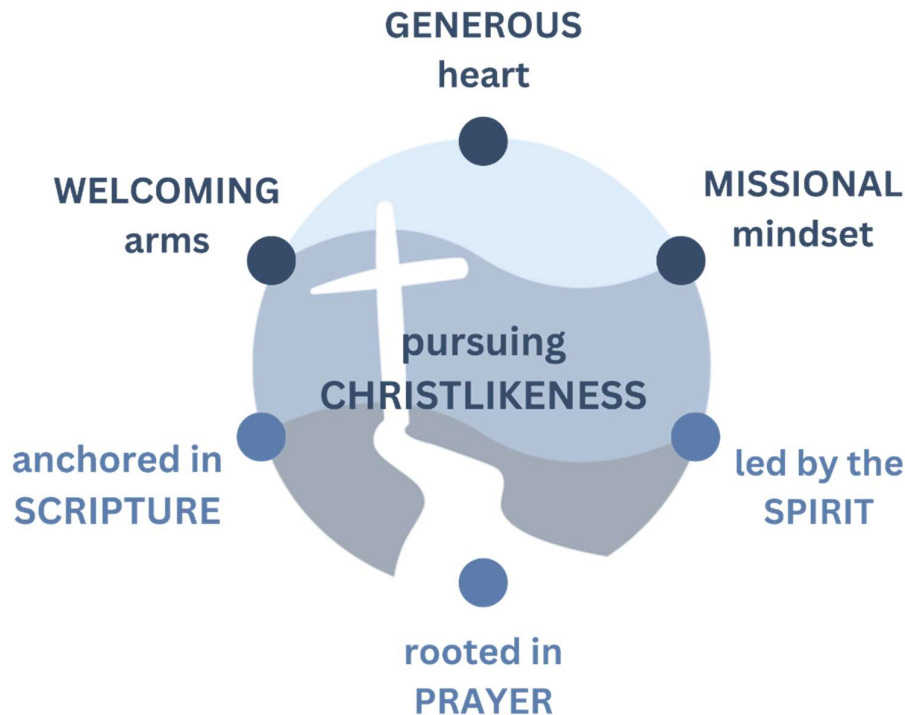 GENEROUS
heart
WELCOMING
arms
MISSIONAL
mindset
pursuing
CHRISTLIKENESS
anchored in
SCRIPTURE
led by the
SPIRIT
rooted in
PRAYER